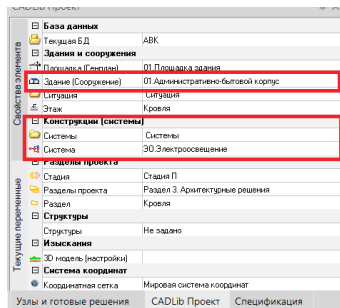 CADLib Проект
База данных
Текущая БД АВК
Здания и сооружения
Площадка (Генплан) 01.Площадка здания
Здание (Сооружение) 01.Административно-бытовой корпус
Ситуация Ситуация
Этаж Кровля
Конструкции (системы)
Системы Системы
Система ЭО.Электроосвещение
Разделы проекта
Стадия Стадия П
Разделы проекта Раздел 3. Архитектурные решения
Раздел Кровля
Структуры
Структуры Не задано
Изыскания
3D модель (настройки)
Система координат
Координатная сетка Мировая система координат
Свойства элемента
Текущие переменные
Узлы и готовые решения CADLib Проект Спецификация